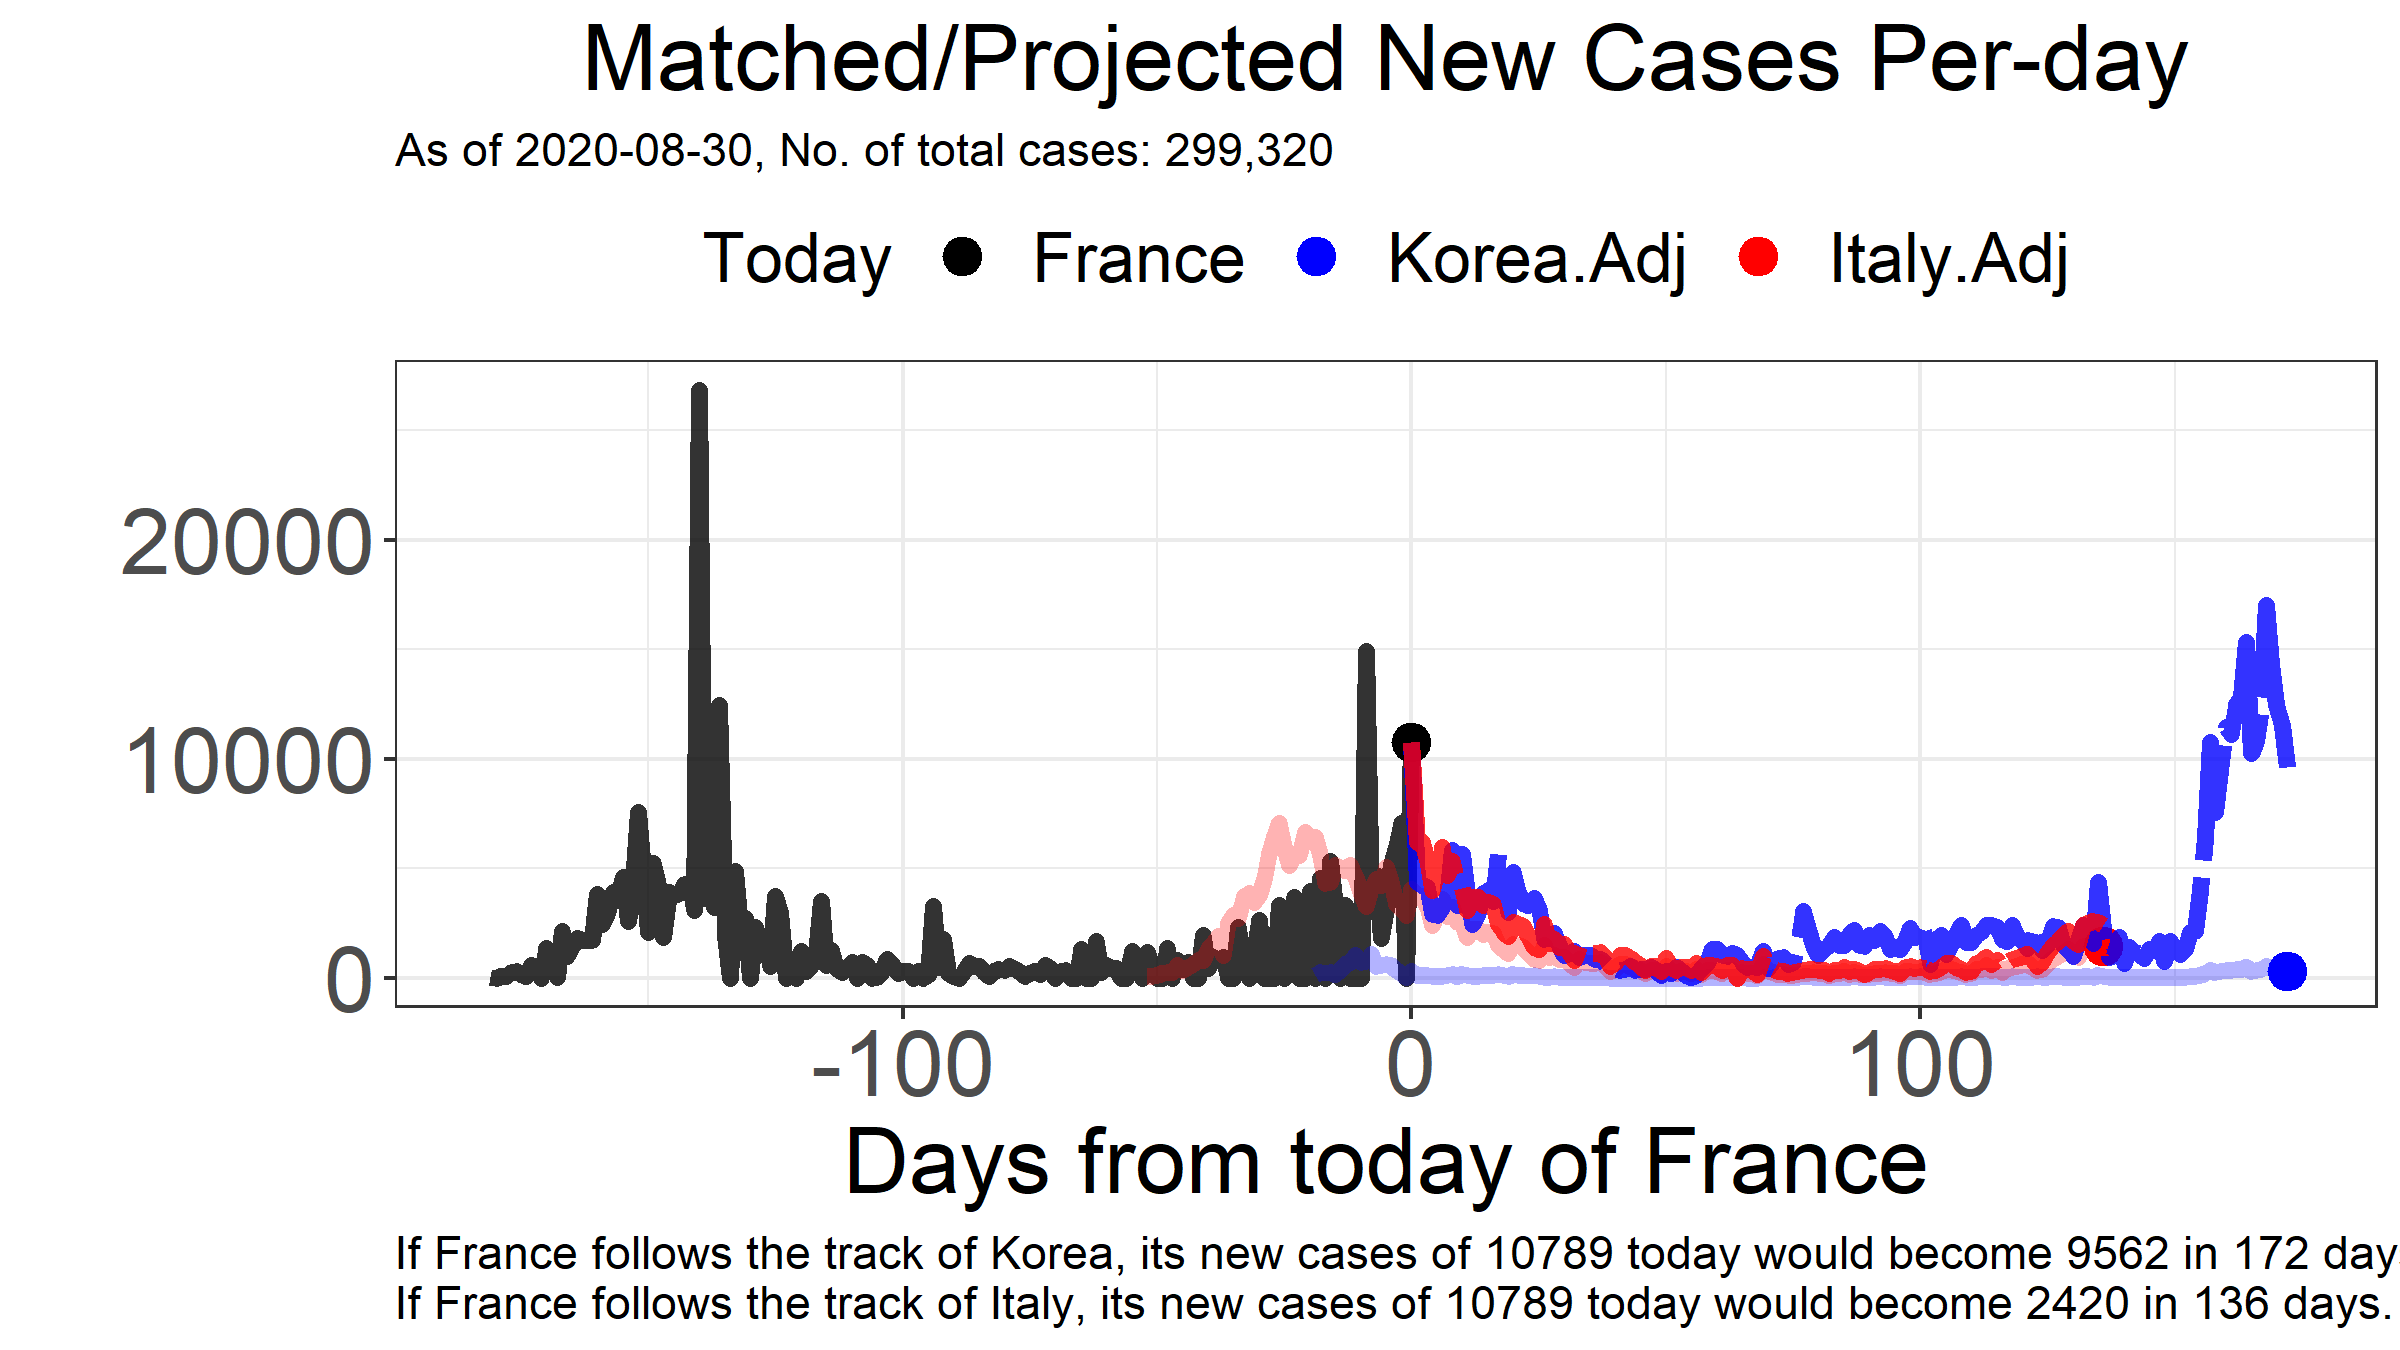 Matched/Projected New Cases Per-day
As of 2020-08-30, No. of total cases: 299,320
Today France Korea.Adj Italy.Adj
20000
10000
0
-100 0 100
Days from today of France
If France follows the track of Korea, its new cases of 10789 today would become 9562 in 172 day
If France follows the track of Italy, its new cases of 10789 today would become 2420 in 136 days.